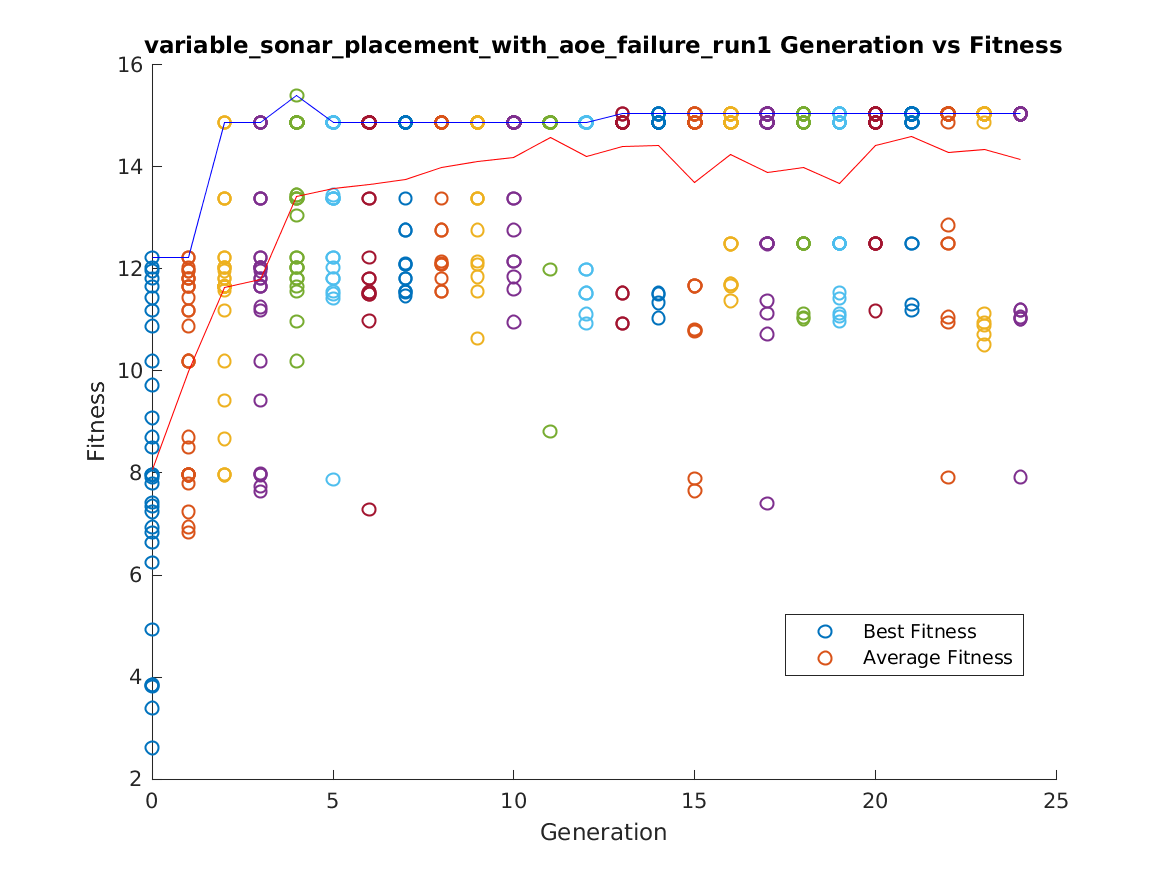 variable_sonar_placement_with_aoe_failure_run1 Generation vs Fitness
16
14
12
10
8
6
4
2
Fitness
Best Fitness
Average Fitness
0 5 10 15 20 25
Generation